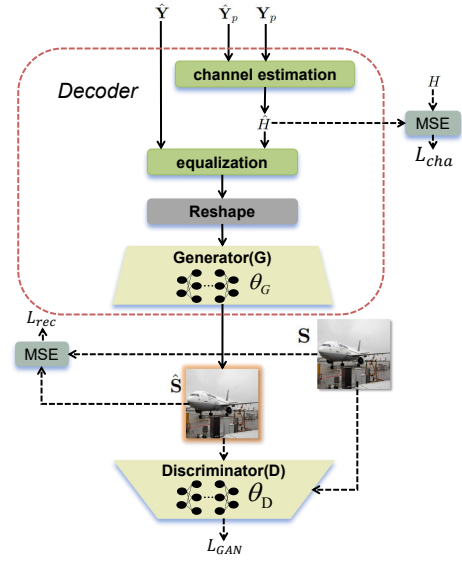 Ŷ Ŷ_p Y_p
channel estimation
Decoder
Ĥ
H
MSE
L_cha
equalization
Reshape
Generator(G)
θ_G
L_rec
MSE
S
Ŝ
Discriminator(D)
θ_D
L_GAN